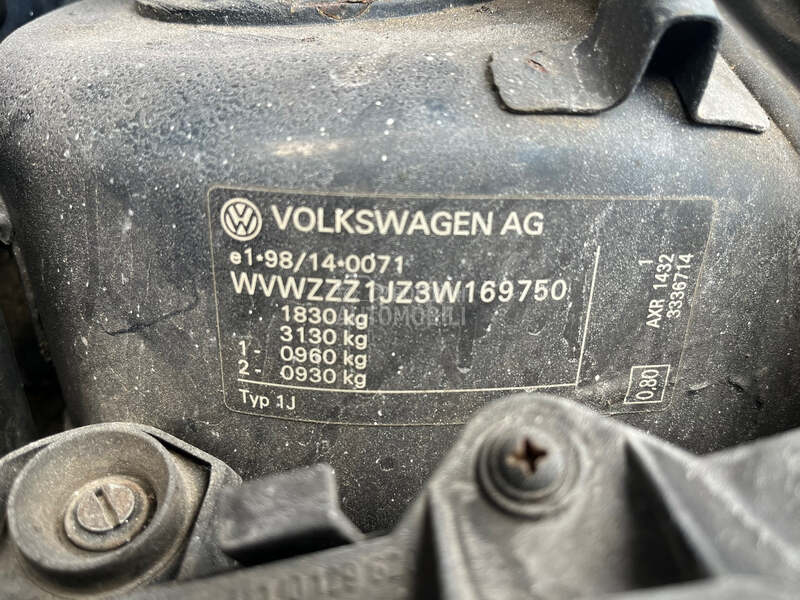 VOLKSWAGEN AG
e1•98/14•0071
WVWZZZ1JZ3W169750
1830 kg
3130 kg
1 - 0960 kg
2 - 0930 kg
Typ 1J
1
AXR 1432
3336714
0.80